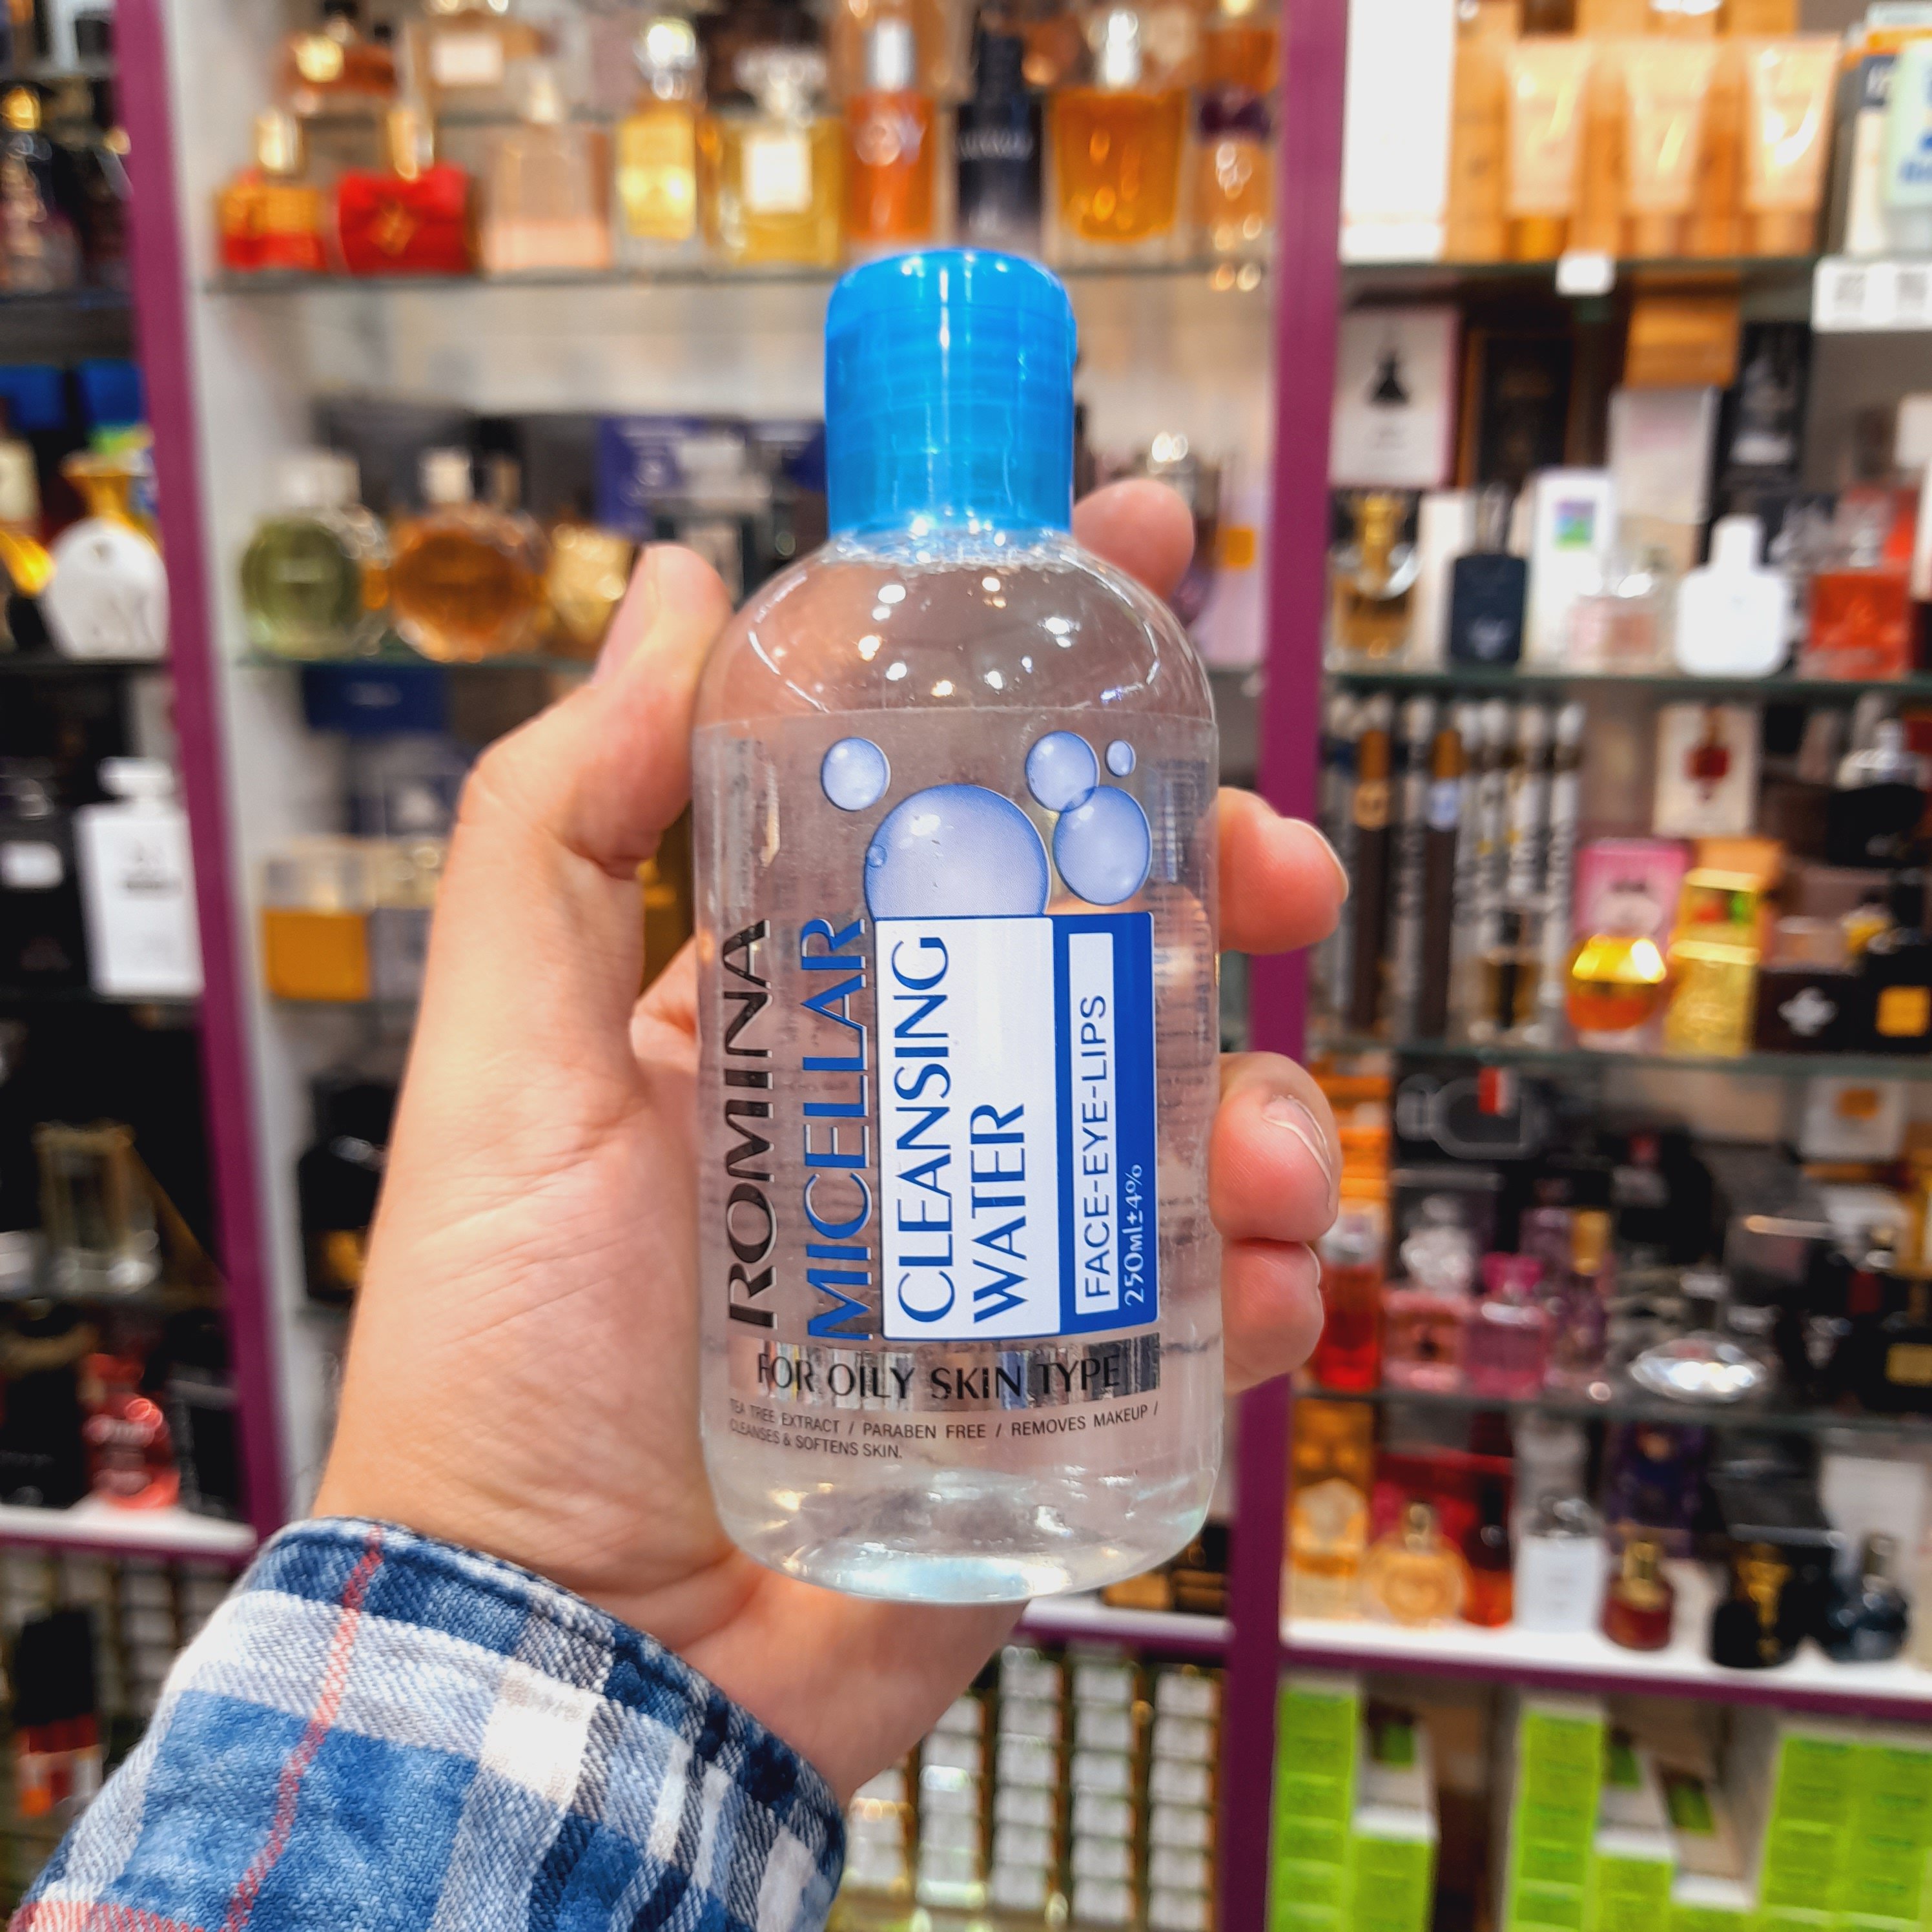 ROMINA
MICELLAR
CLEANSING
WATER
FACE-EYE-LIPS
250ml±4%
FOR OILY SKIN TYPE
TEA TREE EXTRACT / PARABEN FREE / REMOVES MAKEUP /
CLEANSES & SOFTENS SKIN.